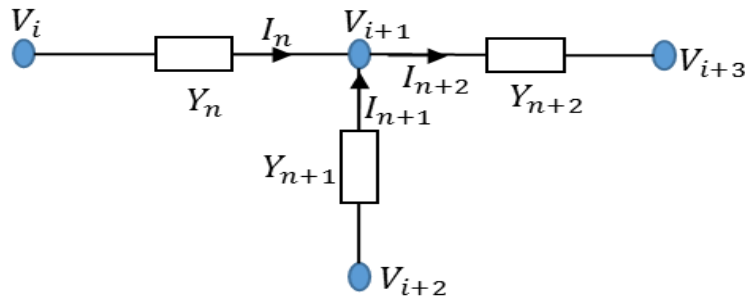 V_i
I_n
V_{i+1}
V_{i+3}
Y_n
I_{n+2}
Y_{n+2}
I_{n+1}
Y_{n+1}
V_{i+2}